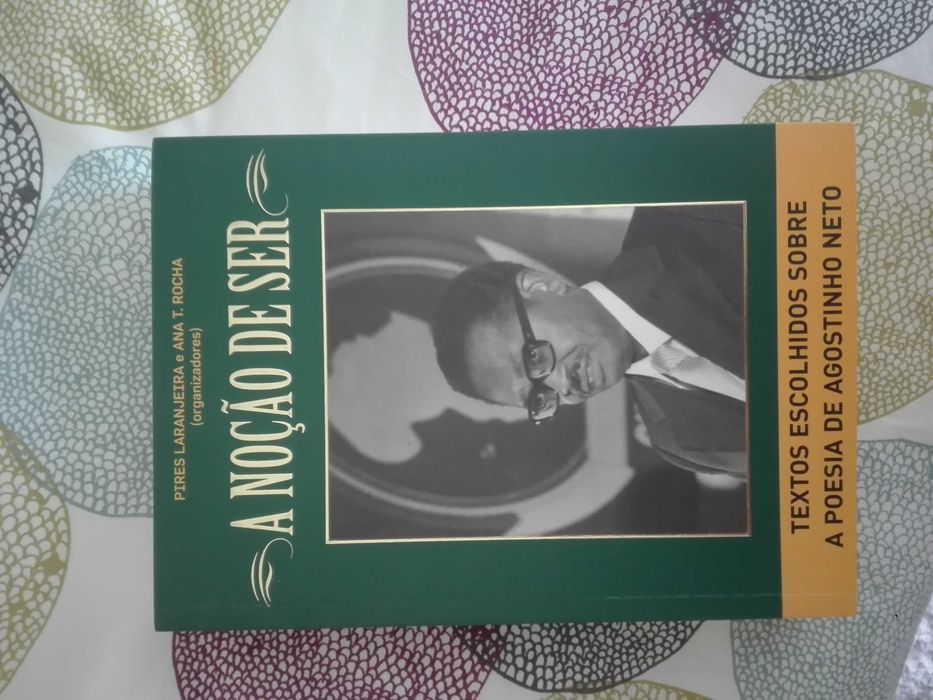 PIRES LARANJEIRA e ANA T. ROCHA
(organizadores)
A NOÇÃO DE SER
TEXTOS ESCOLHIDOS SOBRE
A POESIA DE AGOSTINHO NETO